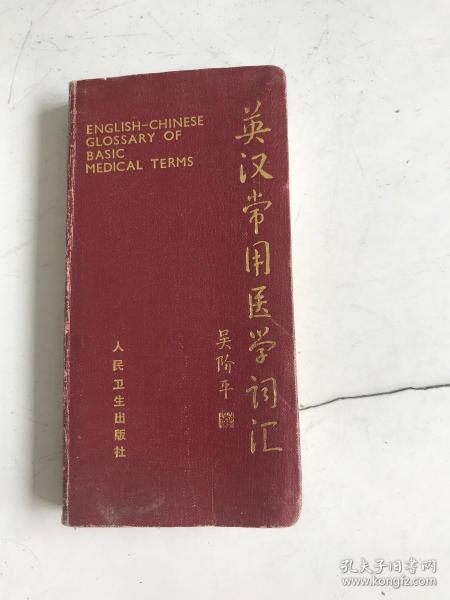 ENGLISH-CHINESE
GLOSSARY OF
BASIC
MEDICAL TERMS
英汉常用医学词汇
吴阶平
人民卫生出版社
孔夫子旧书网
www.kongfz.com